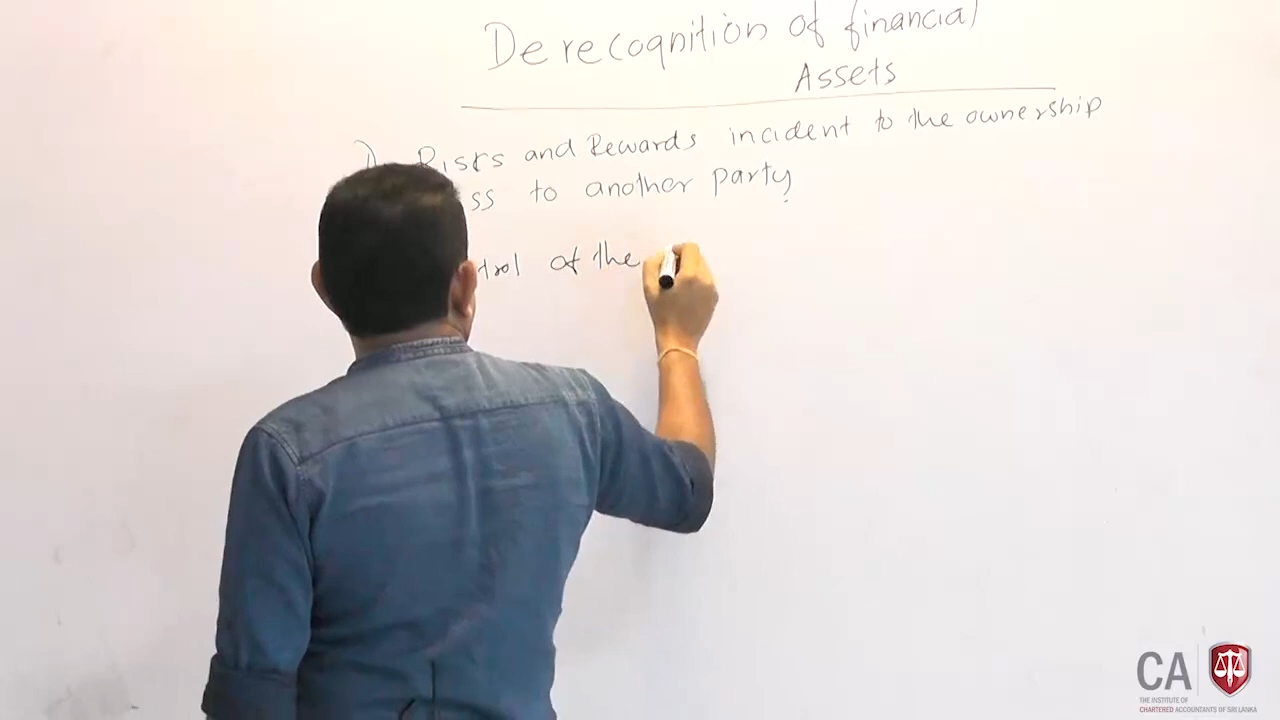 Derecognition of financial
Assets
1) Risks and Rewards incident to the ownership
ss to another party
trol of the
CA
THE INSTITUTE OF
CHARTERED ACCOUNTANTS OF SRI LANKA